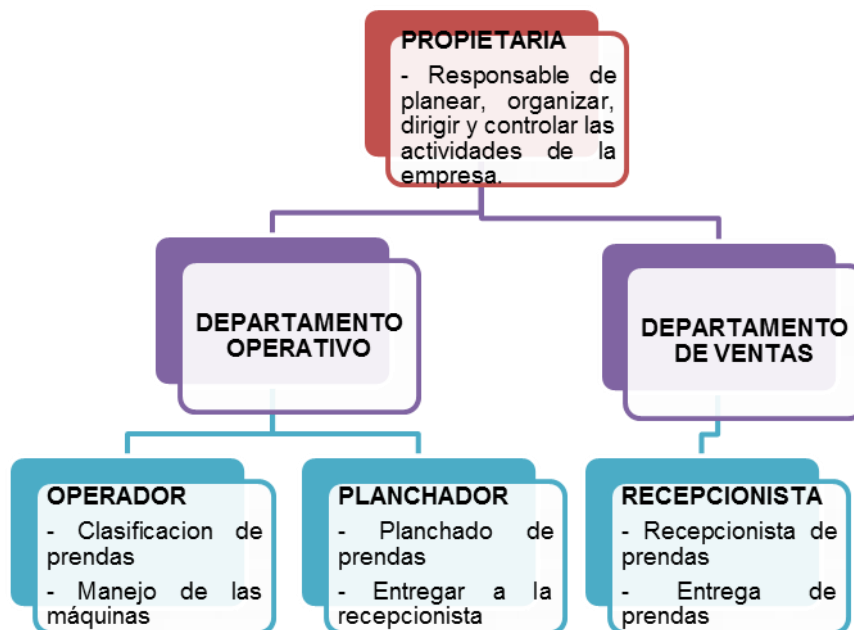 PROPIETARIA
- Responsable de
planear, organizar,
dirigir y controlar las
actividades de la
empresa.
DEPARTAMENTO
OPERATIVO
DEPARTAMENTO
DE VENTAS
OPERADOR
- Clasificacion de
prendas
- Manejo de las
máquinas
PLANCHADOR
- Planchado de
prendas
- Entregar a la
recepcionista
RECEPCIONISTA
- Recepcionista de
prendas
- Entrega de
prendas